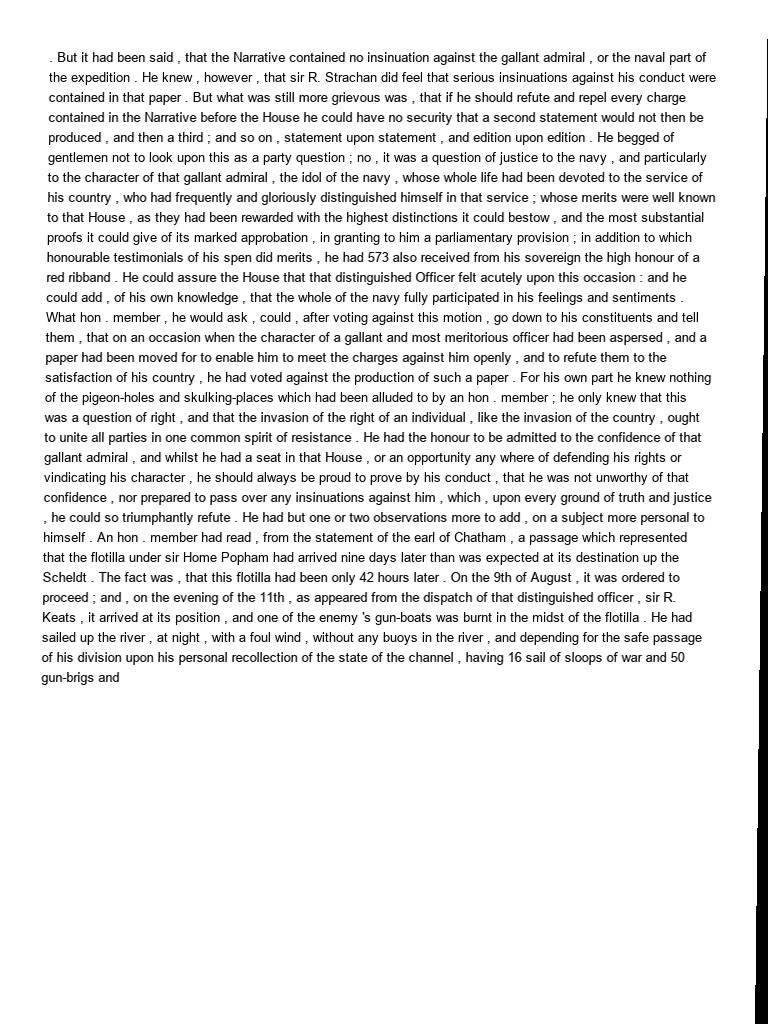 . But it had been said , that the Narrative contained no insinuation against the gallant admiral , or the naval part of
the expedition . He knew , however , that sir R. Strachan did feel that serious insinuations against his conduct were
contained in that paper . But what was still more grievous was , that if he should refute and repel every charge
contained in the Narrative before the House he could have no security that a second statement would not then be
produced , and then a third ; and so on , statement upon statement , and edition upon edition . He begged of
gentlemen not to look upon this as a party question ; no , it was a question of justice to the navy , and particularly
to the character of that gallant admiral , the idol of the navy , whose whole life had been devoted to the service of
his country , who had frequently and gloriously distinguished himself in that service ; whose merits were well known
to that House , as they had been rewarded with the highest distinctions it could bestow , and the most substantial
proofs it could give of its marked approbation , in granting to him a parliamentary provision ; in addition to which
honourable testimonials of his spen did merits , he had 573 also received from his sovereign the high honour of a
red ribband . He could assure the House that that distinguished Officer felt acutely upon this occasion : and he
could add , of his own knowledge , that the whole of the navy fully participated in his feelings and sentiments .
What hon . member , he would ask , could , after voting against this motion , go down to his constituents and tell
them , that on an occasion when the character of a gallant and most meritorious officer had been aspersed , and a
paper had been moved for to enable him to meet the charges against him openly , and to refute them to the
satisfaction of his country , he had voted against the production of such a paper . For his own part he knew nothing
of the pigeon-holes and skulking-places which had been alluded to by an hon . member ; he only knew that this
was a question of right , and that the invasion of the right of an individual , like the invasion of the country , ought
to unite all parties in one common spirit of resistance . He had the honour to be admitted to the confidence of that
gallant admiral , and whilst he had a seat in that House , or an opportunity any where of defending his rights or
vindicating his character , he should always be proud to prove by his conduct , that he was not unworthy of that
confidence , nor prepared to pass over any insinuations against him , which , upon every ground of truth and justice
, he could so triumphantly refute . He had but one or two observations more to add , on a subject more personal to
himself . An hon . member had read , from the statement of the earl of Chatham , a passage which represented
that the flotilla under sir Home Popham had arrived nine days later than was expected at its destination up the
Scheldt . The fact was , that this flotilla had been only 42 hours later . On the 9th of August , it was ordered to
proceed ; and , on the evening of the 11th , as appeared from the dispatch of that distinguished officer , sir R.
Keats , it arrived at its position , and one of the enemy 's gun-boats was burnt in the midst of the flotilla . He had
sailed up the river , at night , with a foul wind , without any buoys in the river , and depending for the safe passage
of his division upon his personal recollection of the state of the channel , having 16 sail of sloops of war and 50
gun-brigs and